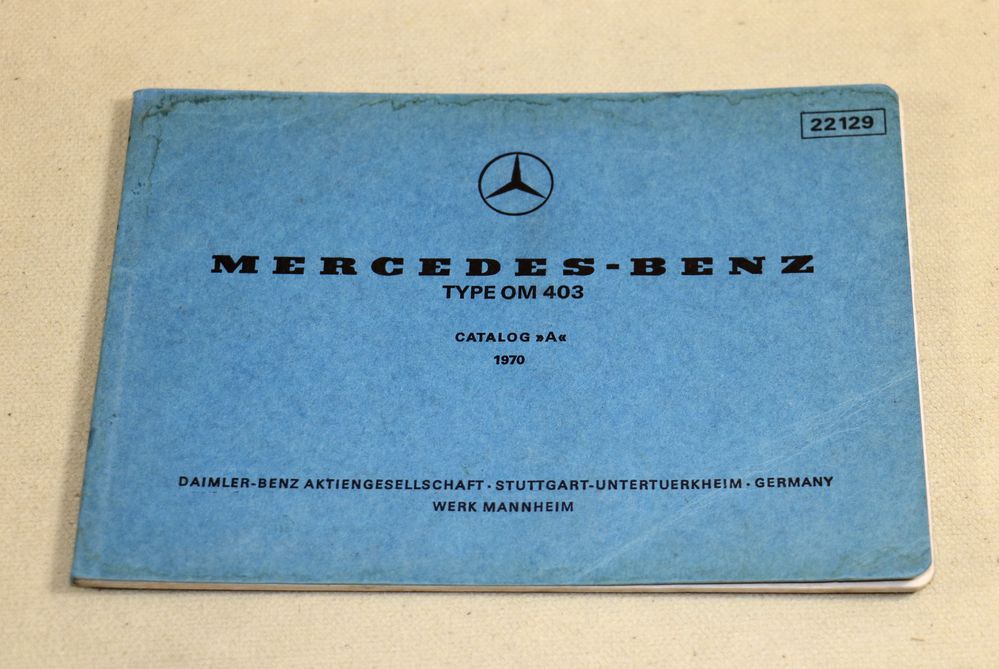 22129
MERCEDES-BENZ
TYPE OM 403
CATALOG »A«
1970
DAIMLER-BENZ AKTIENGESELLSCHAFT · STUTTGART-UNTERTUERKHEIM · GERMANY
WERK MANNHEIM